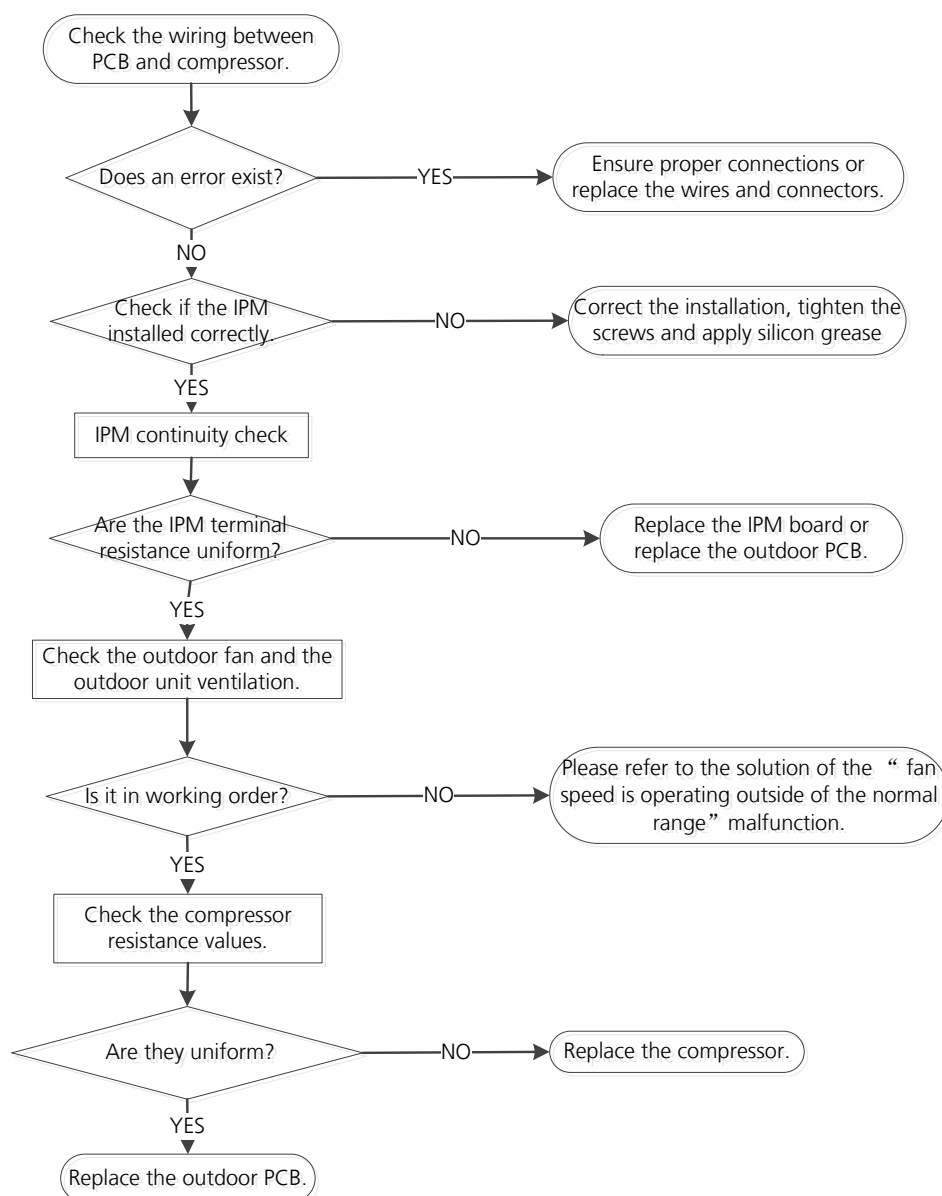 Check the wiring between
PCB and compressor.
Does an error exist?
YES
Ensure proper connections or
replace the wires and connectors.
NO
Check if the IPM
installed correctly.
NO
Correct the installation, tighten the
screws and apply silicon grease
YES
IPM continuity check
Are the IPM terminal
resistance uniform?
NO
Replace the IPM board or
replace the outdoor PCB.
YES
Check the outdoor fan and the
outdoor unit ventilation.
Is it in working order?
NO
Please refer to the solution of the “ fan
speed is operating outside of the normal
range” malfunction.
YES
Check the compressor
resistance values.
Are they uniform?
NO
Replace the compressor.
YES
Replace the outdoor PCB.